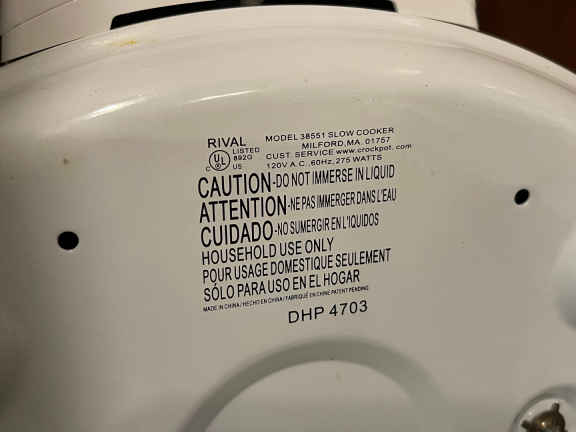 RIVAL MODEL 38551 SLOW COOKER
LISTED MILFORD, MA. 01757
C UL US 892G CUST. SERVICE www.crockpot.com
120V A.C., 60Hz, 275 WATTS
CAUTION-DO NOT IMMERSE IN LIQUID
ATTENTION-NE PAS IMMERGER DANS L'EAU
CUIDADO-NO SUMERGIR EN L'IQUIDOS
HOUSEHOLD USE ONLY
POUR USAGE DOMESTIQUE SEULEMENT
SÓLO PARA USO EN EL HOGAR
MADE IN CHINA/HECHO EN CHINA/FABRIQUÉ EN CHINE PATENT PENDING
DHP 4703